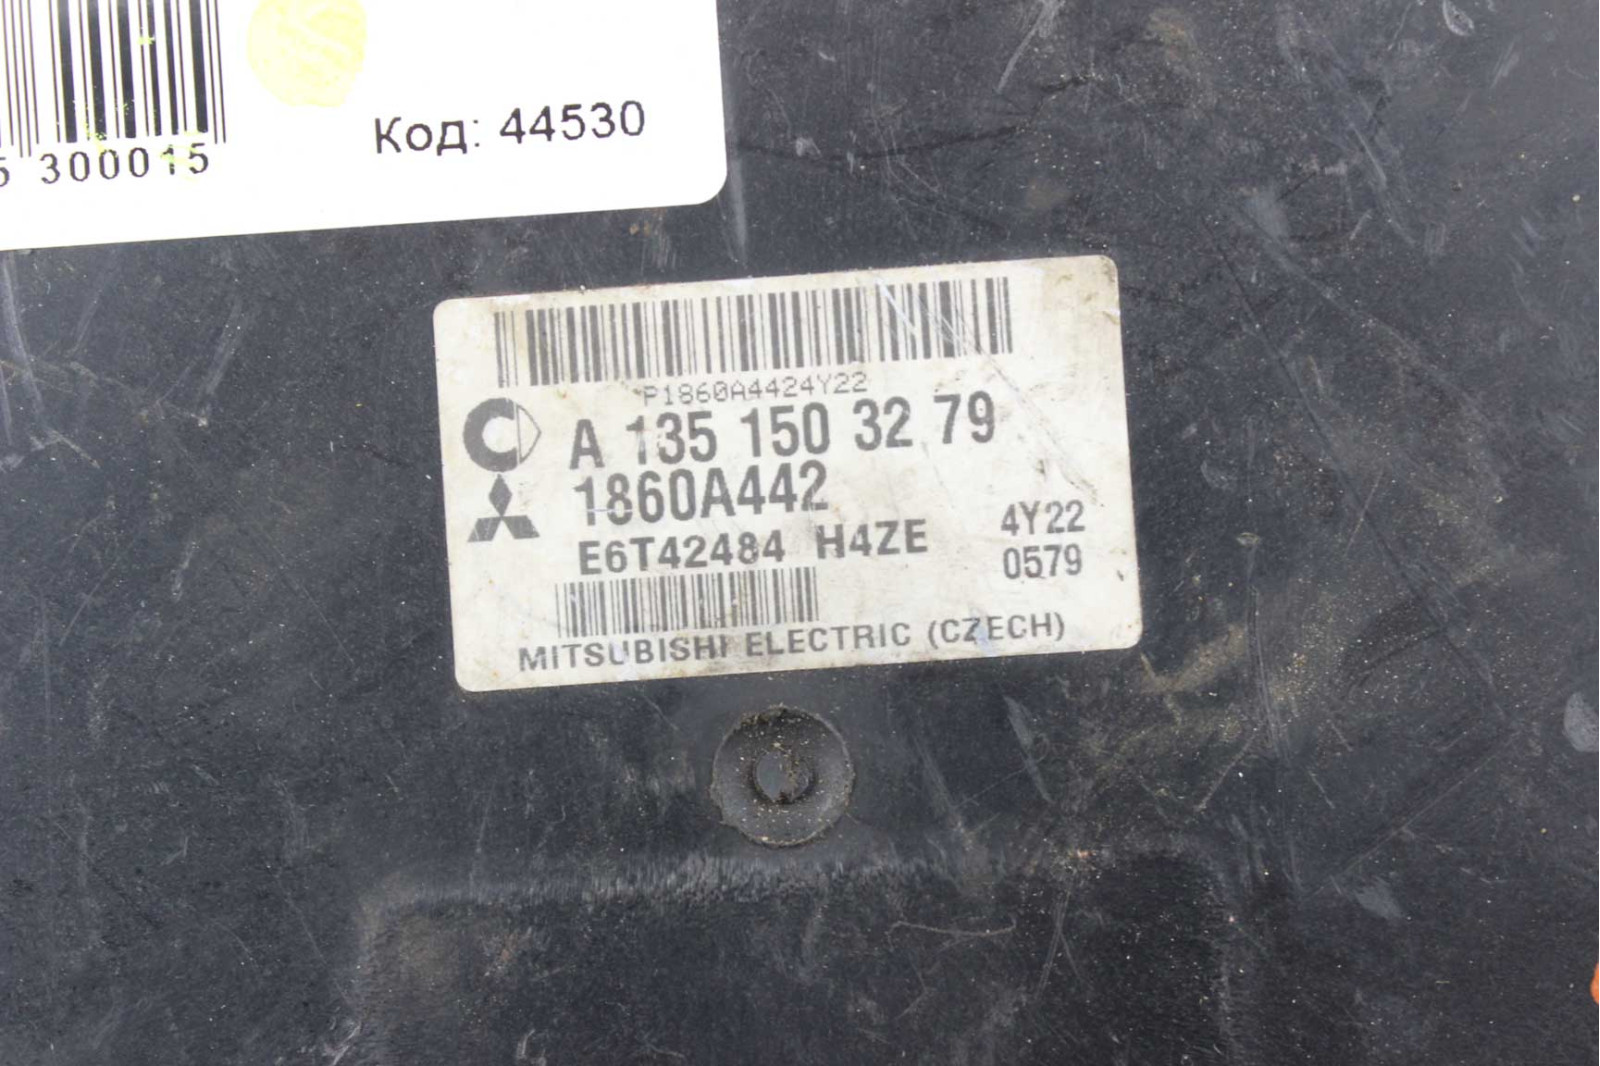 5 300015
Код: 44530
P1860A4424Y22
A 135 150 32 79
1860A442
E6T42484 H4ZE 4Y22
0579
MITSUBISHI ELECTRIC (CZECH)